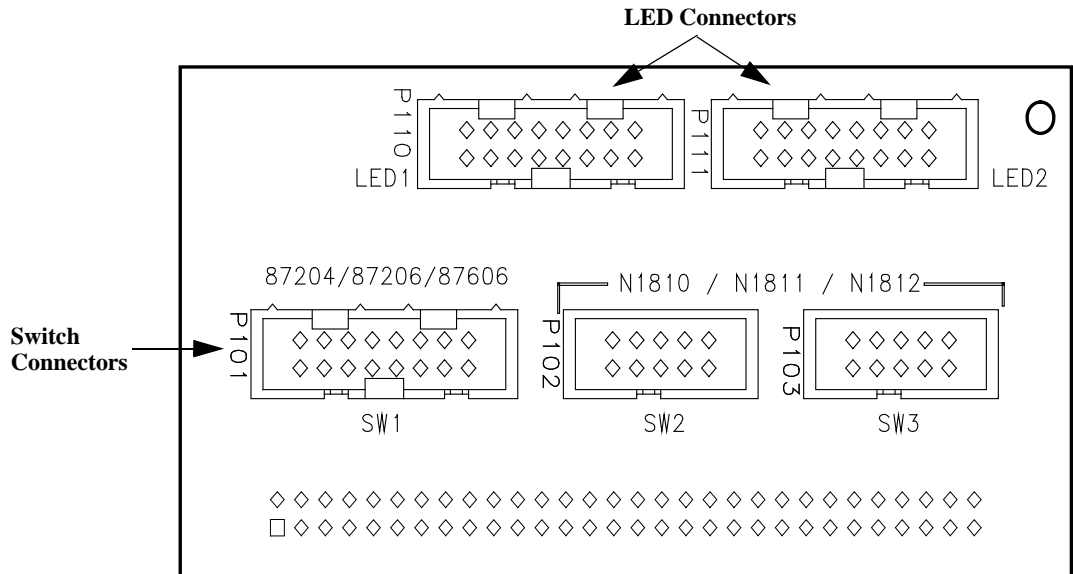 LED Connectors
P110
P111
LED1
LED2
87204/87206/87606
N1810 / N1811 / N1812
Switch
Connectors
P101
P102
P103
SW1
SW2
SW3